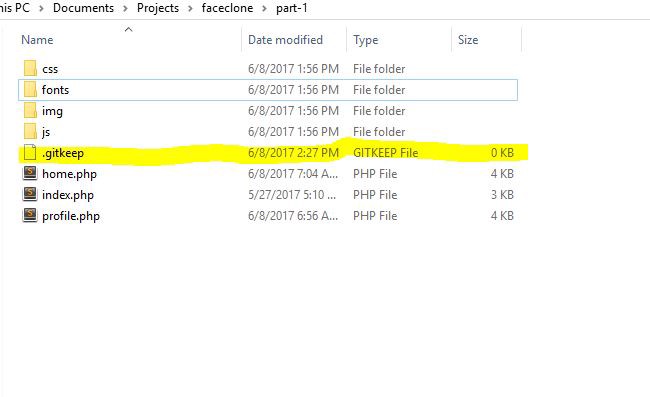 his PC > Documents > Projects > faceclone > part-1
Name Date modified Type Size
css 6/8/2017 1:56 PM File folder
fonts 6/8/2017 1:56 PM File folder
img 6/8/2017 1:56 PM File folder
js 6/8/2017 1:56 PM File folder
.gitkeep 6/8/2017 2:27 PM GITKEEP File 0 KB
home.php 6/8/2017 7:04 A... PHP File 4 KB
index.php 5/27/2017 5:10 ... PHP File 3 KB
profile.php 6/8/2017 6:56 A... PHP File 4 KB